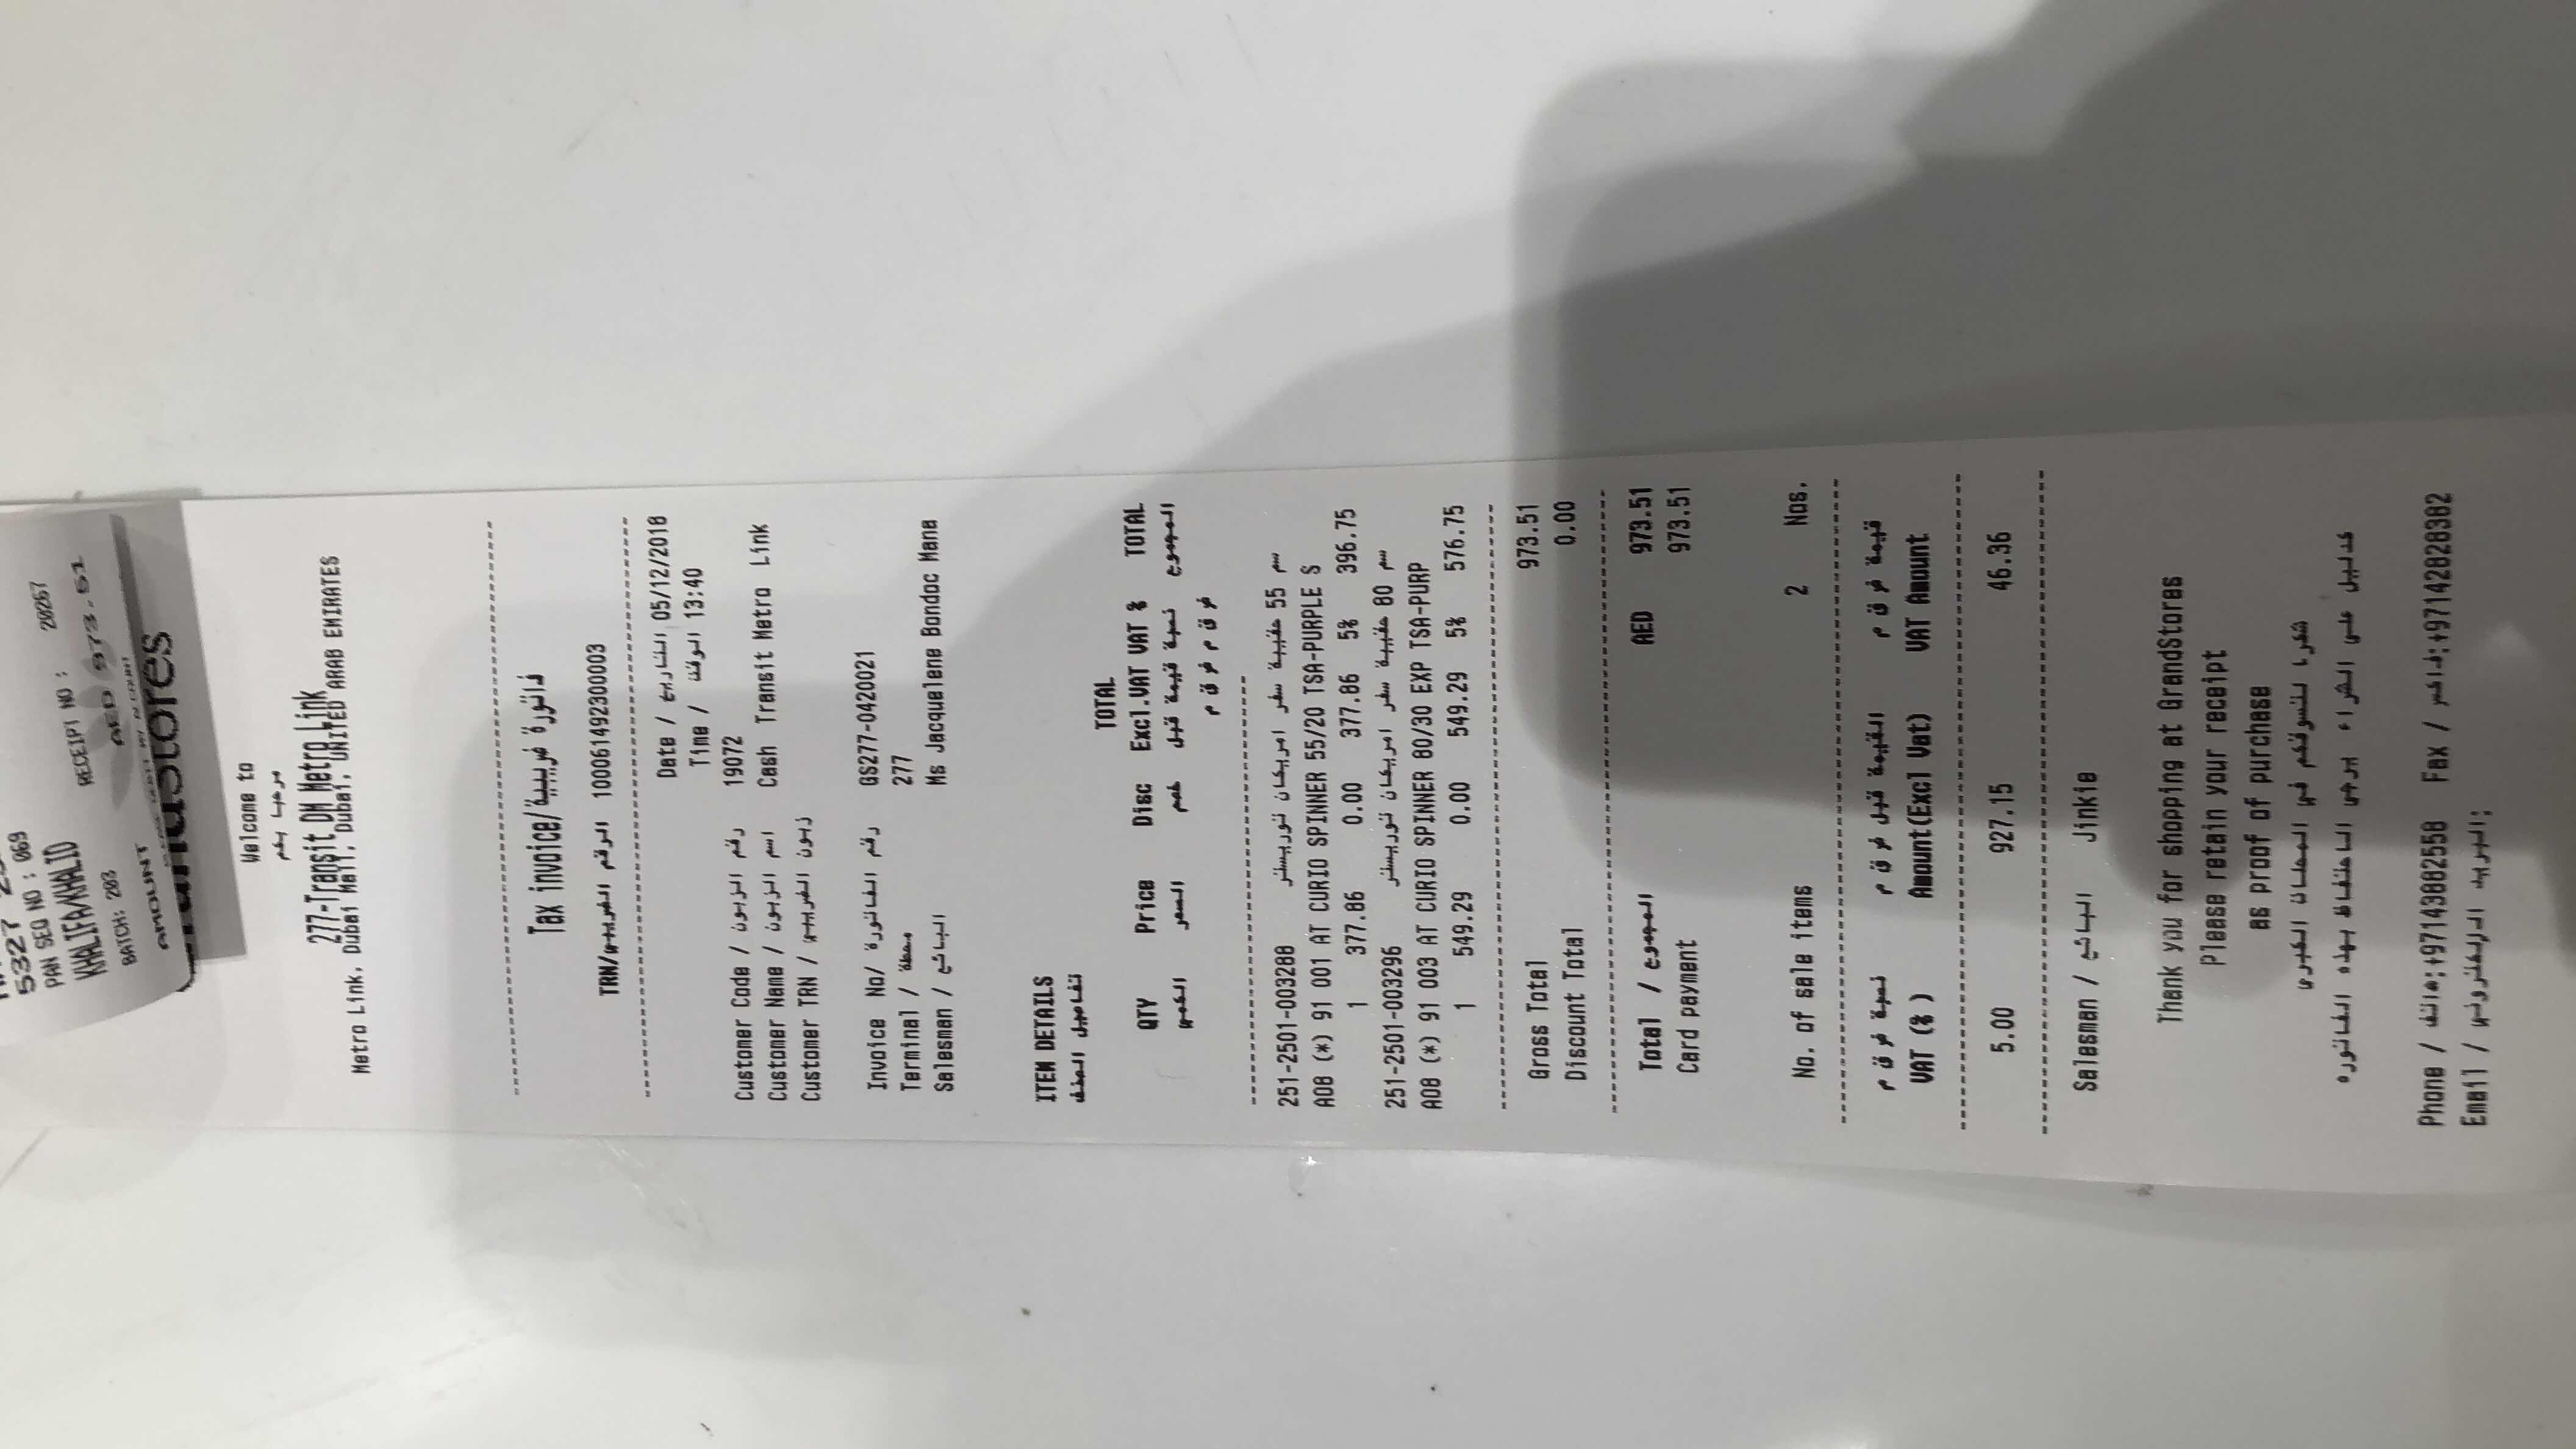 5327
PAN SEQ NO : 069
KHALIFA/KHALID
BATCH: 203 RECEIPT NO : 20267
AMOUNT AED 973.51
PLEASE DEBIT MY ACCOUNT
GrandStores
Welcome to
مرحبا بكم
277-Transit DM Metro Link
Metro Link, Dubai Mall, Dubai, UNITED ARAB EMIRATES
Tax invoice/فاتورة ضريبية
TRN/الرقم الضريبي 100061492300003
Date / التاريخ 05/12/2018
Time / الوقت 13:40
Customer Code / رقم الزبون 19072
Customer Name / اسم الزبون Cash Transit Metro Link
Customer TRN / زبون الضريبي
Invoice No/ رقم الفاتورة GS277-0420021
Terminal / محطة 277
Salesman / البائع Ms Jacquelene Bondoc Mana
ITEM DETAILS
تفاصيل الصنف
TOTAL
QTY Price Disc Excl.VAT VAT % TOTAL
الكمي السعر خصم قيمة قبل نسبة المجموع
ض ق م ض ق م
251-2501-003288 حقيبة سفر امريكان توريستر 55 سم
A08 (*) 91 001 AT CURIO SPINNER 55/20 TSA-PURPLE S
1 377.86 0.00 377.86 5% 396.75
251-2501-003296 حقيبة سفر امريكان توريستر 80 سم
A08 (*) 91 003 AT CURIO SPINNER 80/30 EXP TSA-PURP
1 549.29 0.00 549.29 5% 576.75
Gross Total 973.51
Discount Total 0.00
Total / المجموع AED 973.51
Card payment 973.51
No. of sale items 2 Nos.
نسبة ض ق م القيمة قبل ض ق م قيمة ض ق م
VAT (% ) Amount(Excl Vat) VAT Amount
5.00 927.15 46.36
Salesman / البائع Jinkie
Thank you for shopping at GrandStores
Please retain your receipt
as proof of purchase
شكرا لتسوقكم في المحلات الكبرى
كدليل على الشراء يرجى الاحتفاظ بهذه الفاتوره
Phone / هاتف:+97143882558 Fax / فاكس:+97142828382
Email / البريد الالكتروني: